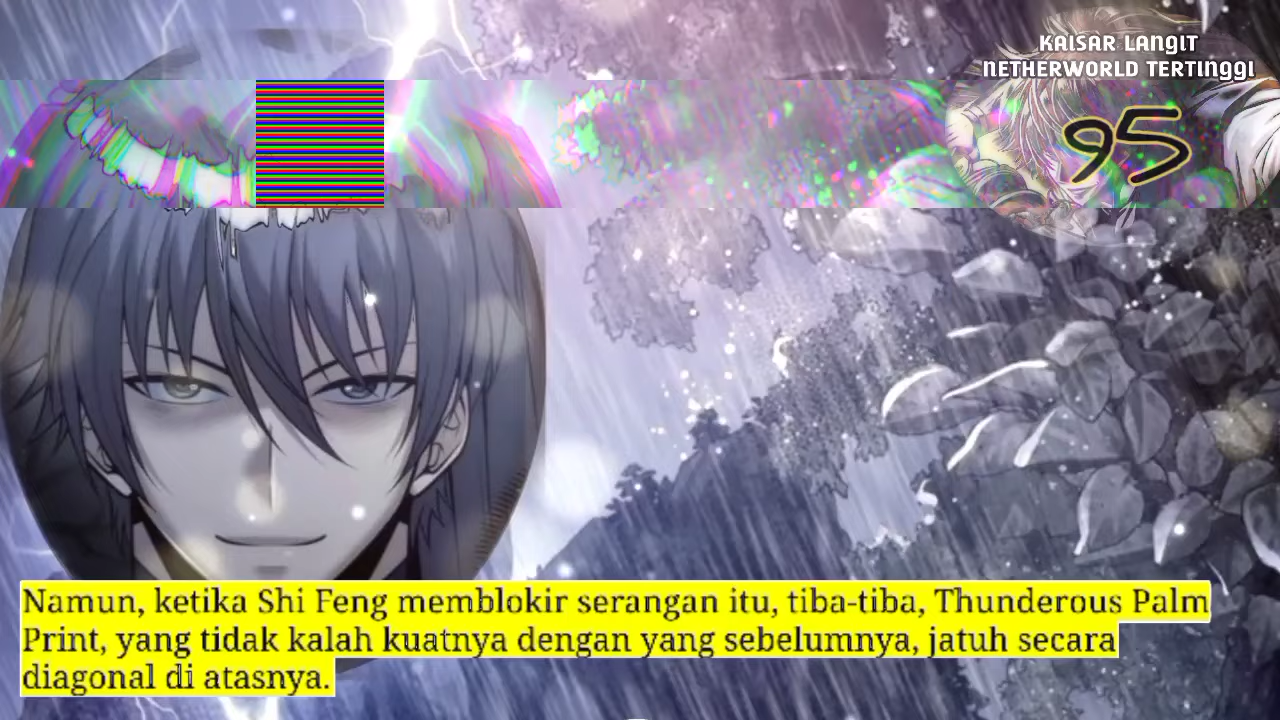 KAISAR LANGIT
NETHERWORLD TERTINGGI
95
Namun, ketika Shi Feng memblokir serangan itu, tiba-tiba, Thunderous Palm
Print, yang tidak kalah kuatnya dengan yang sebelumnya, jatuh secara
diagonal di atasnya.